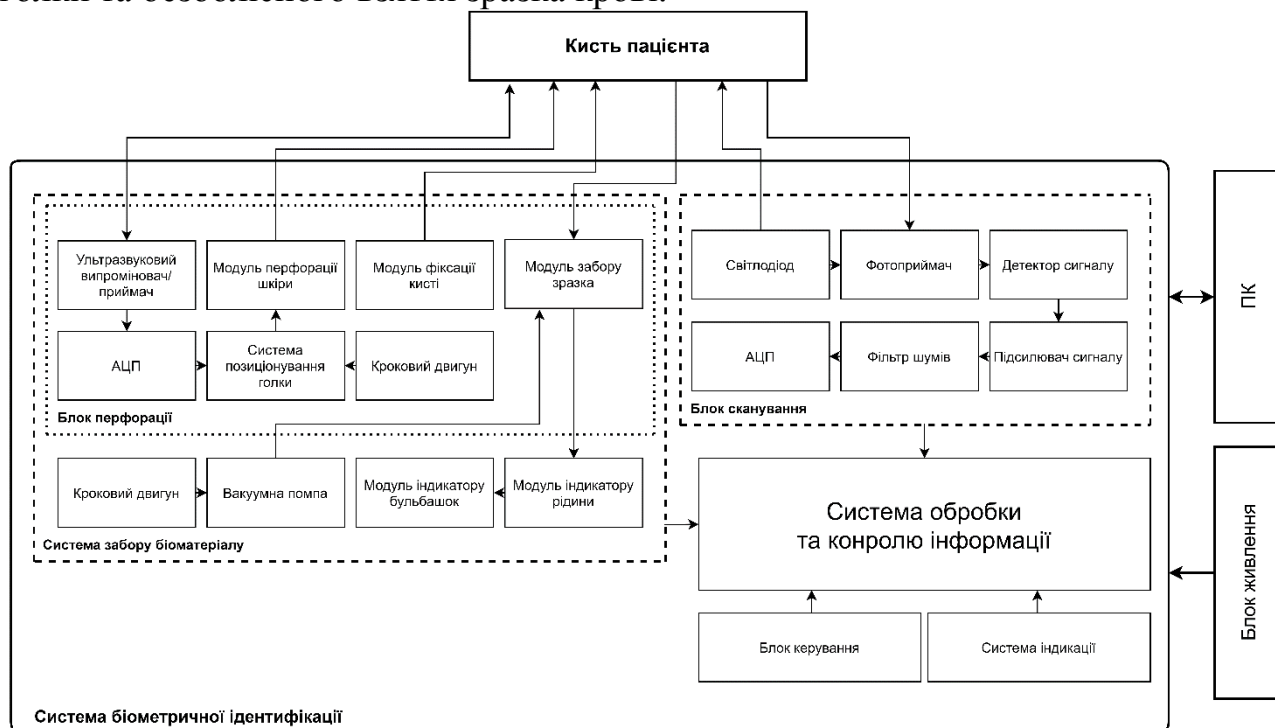 Кисть пацієнта
Ультразвуковий
випромінювач/
приймач
Модуль перфорації
шкіри
Модуль фіксації
кисті
Модуль забору
зразка
АЦП
Система
позиціонування
голки
Кроковий двигун
Блок перфорації
Кроковий двигун
Вакуумна помпа
Модуль індикатору
бульбашок
Модуль індикатору
рідини
Система забору біоматеріалу
Світлодіод
Фотоприймач
Детектор сигналу
АЦП
Фільтр шумів
Підсилювач сигналу
Блок сканування
Система обробки
та конролю інформації
Блок керування
Система індикації
Система біометричної ідентифікації
ПК
Блок живлення